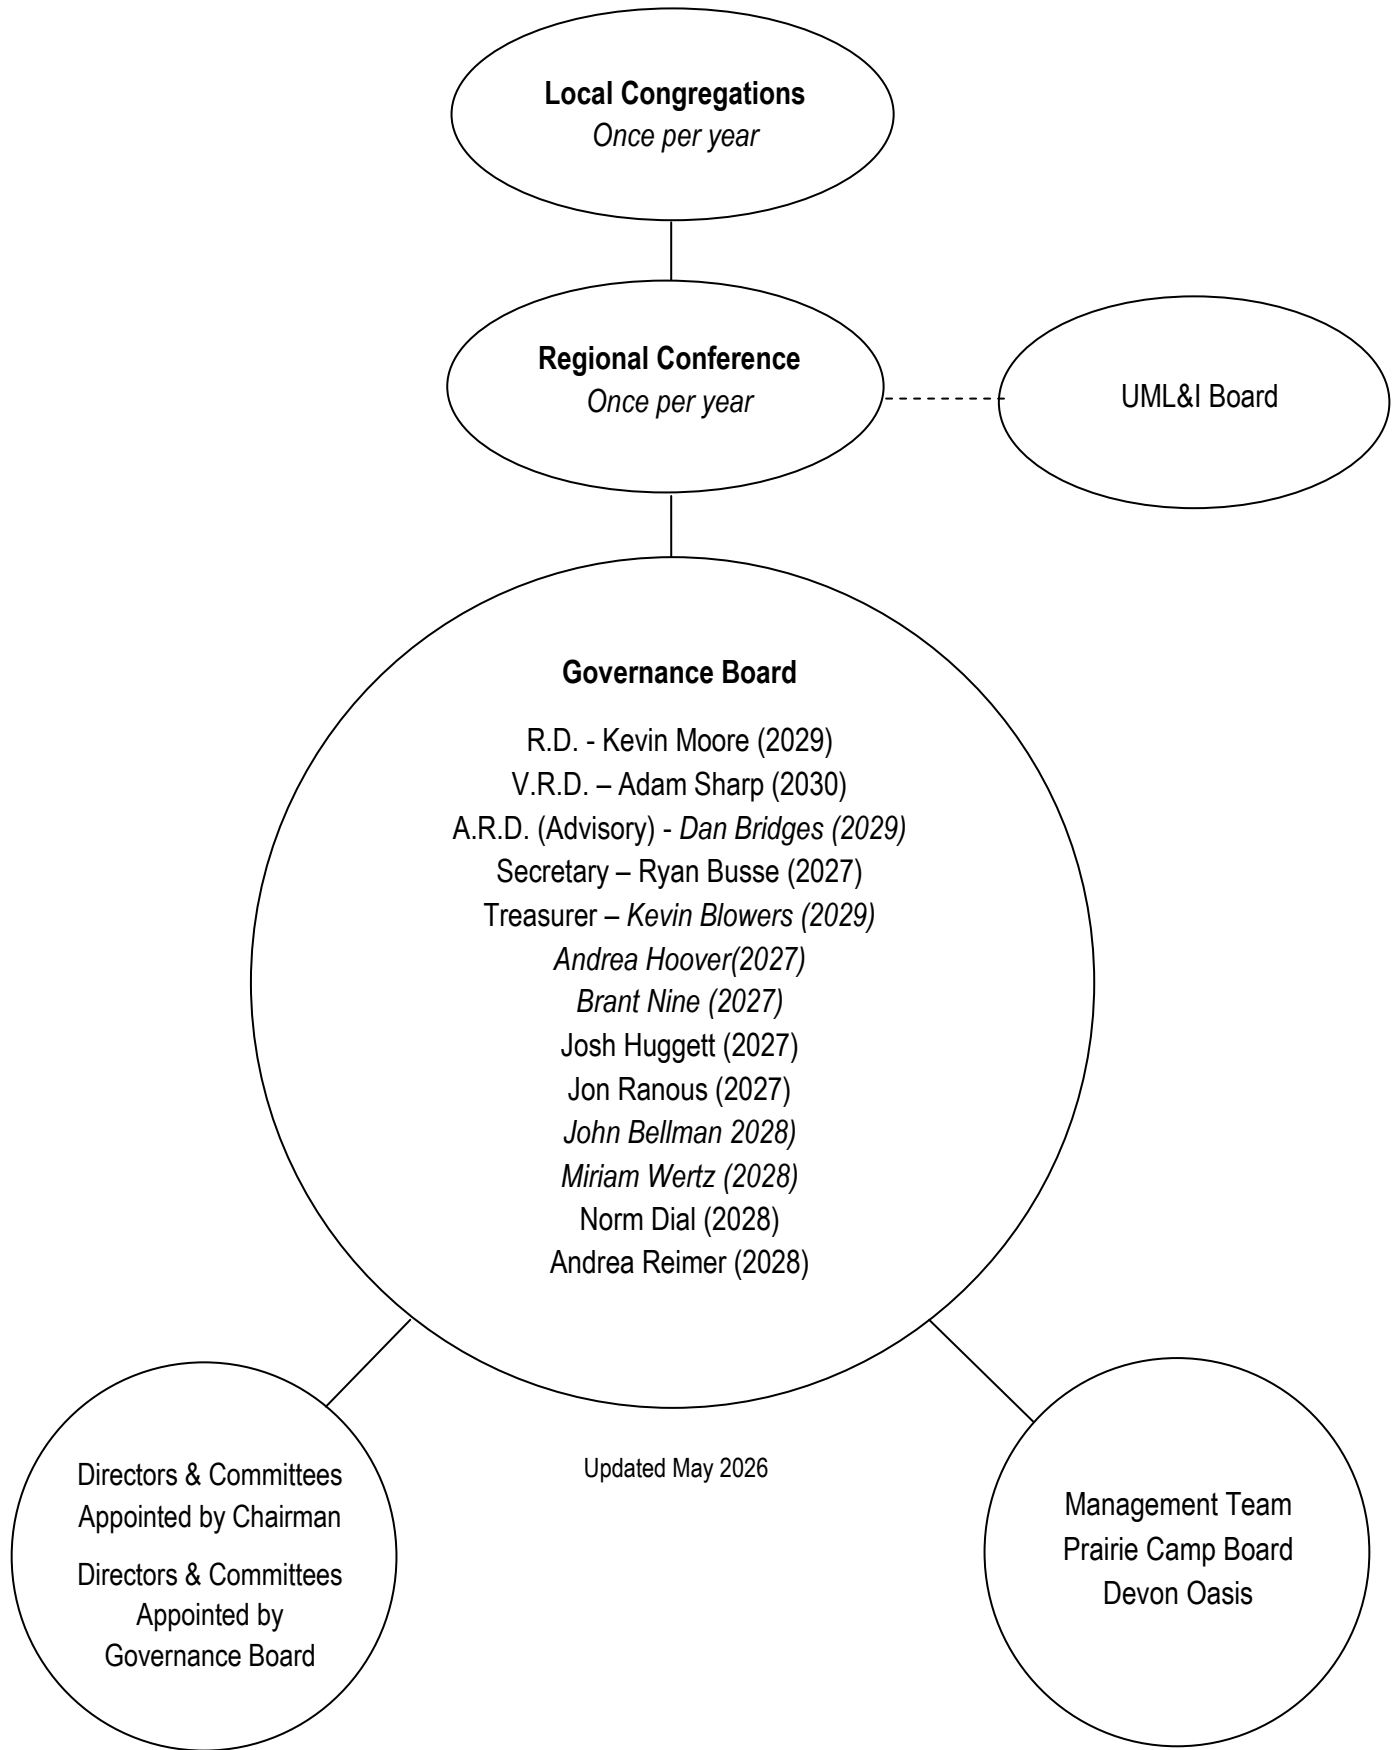 Local Congregations
Once per year
Regional Conference
Once per year
UML&I Board
Governance Board
R.D. - Kevin Moore (2029)
V.R.D. – Adam Sharp (2030)
A.R.D. (Advisory) - Dan Bridges (2029)
Secretary – Ryan Busse (2027)
Treasurer – Kevin Blowers (2029)
Andrea Hoover(2027)
Brant Nine (2027)
Josh Huggett (2027)
Jon Ranous (2027)
John Bellman 2028)
Miriam Wertz (2028)
Norm Dial (2028)
Andrea Reimer (2028)
Directors & Committees
Appointed by Chairman
Directors & Committees
Appointed by
Governance Board
Updated May 2026
Management Team
Prairie Camp Board
Devon Oasis